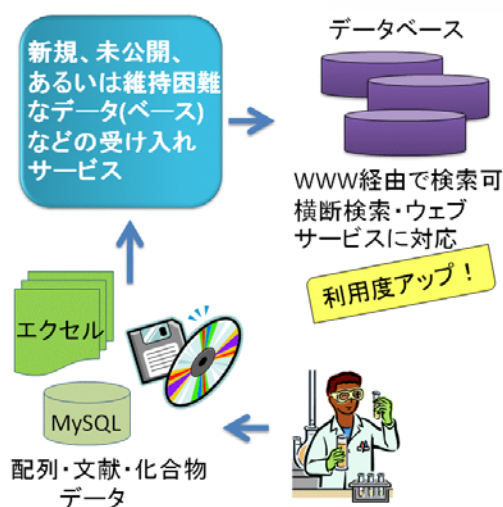 新規、未公開、
あるいは維持困難
なデータ(ベース)
などの受け入れ
サービス
データベース
WWW経由で検索可
横断検索・ウェブ
サービスに対応
利用度アップ！
エクセル
MySQL
配列・文献・化合物
データ